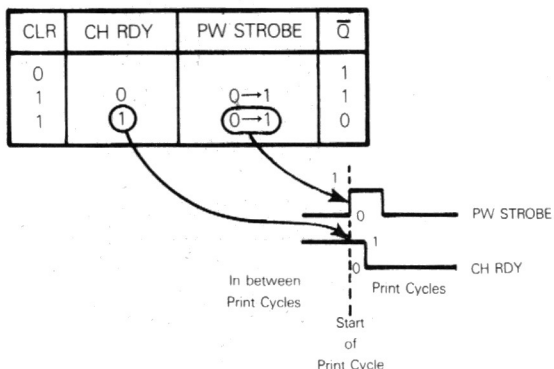 CLR CH RDY PW STROBE Q̅
0 1
1 0 0→1 1
1 1 0→1 0
1
0 PW STROBE
1
0 CH RDY
In between Print Cycles
Print Cycles
Start
of
Print Cycle